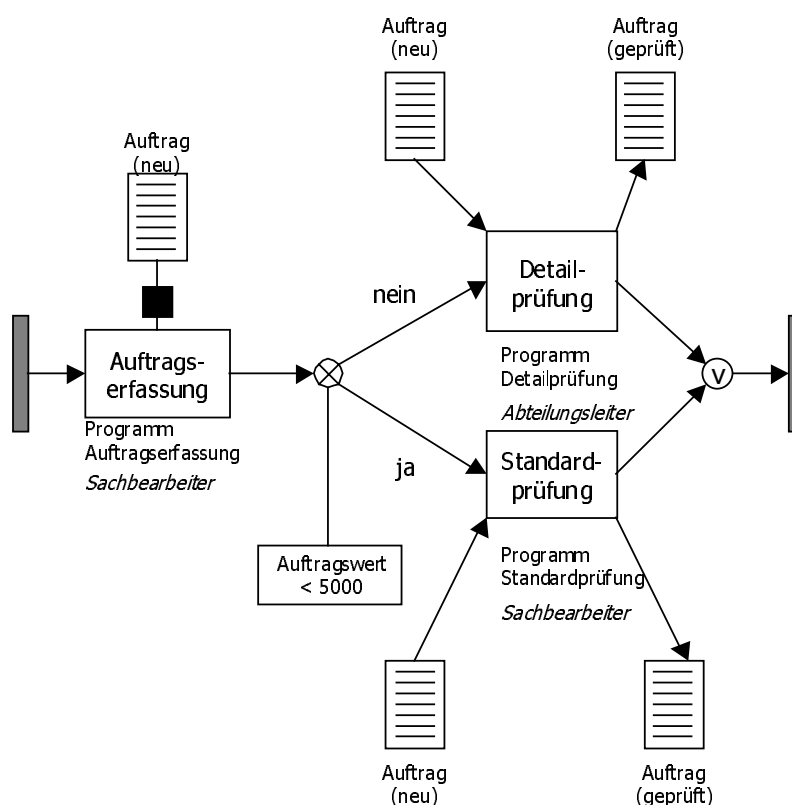 Auftrag
(neu)
Auftrag
(geprüft)
Auftrag
(neu)
nein
Detail-
prüfung
Auftrags-
erfassung
Programm
Auftragserfassung
Sachbearbeiter
Programm
Detailprüfung
Abteilungsleiter
v
ja
Standard-
prüfung
Auftragswert
< 5000
Programm
Standardprüfung
Sachbearbeiter
Auftrag
(neu)
Auftrag
(geprüft)